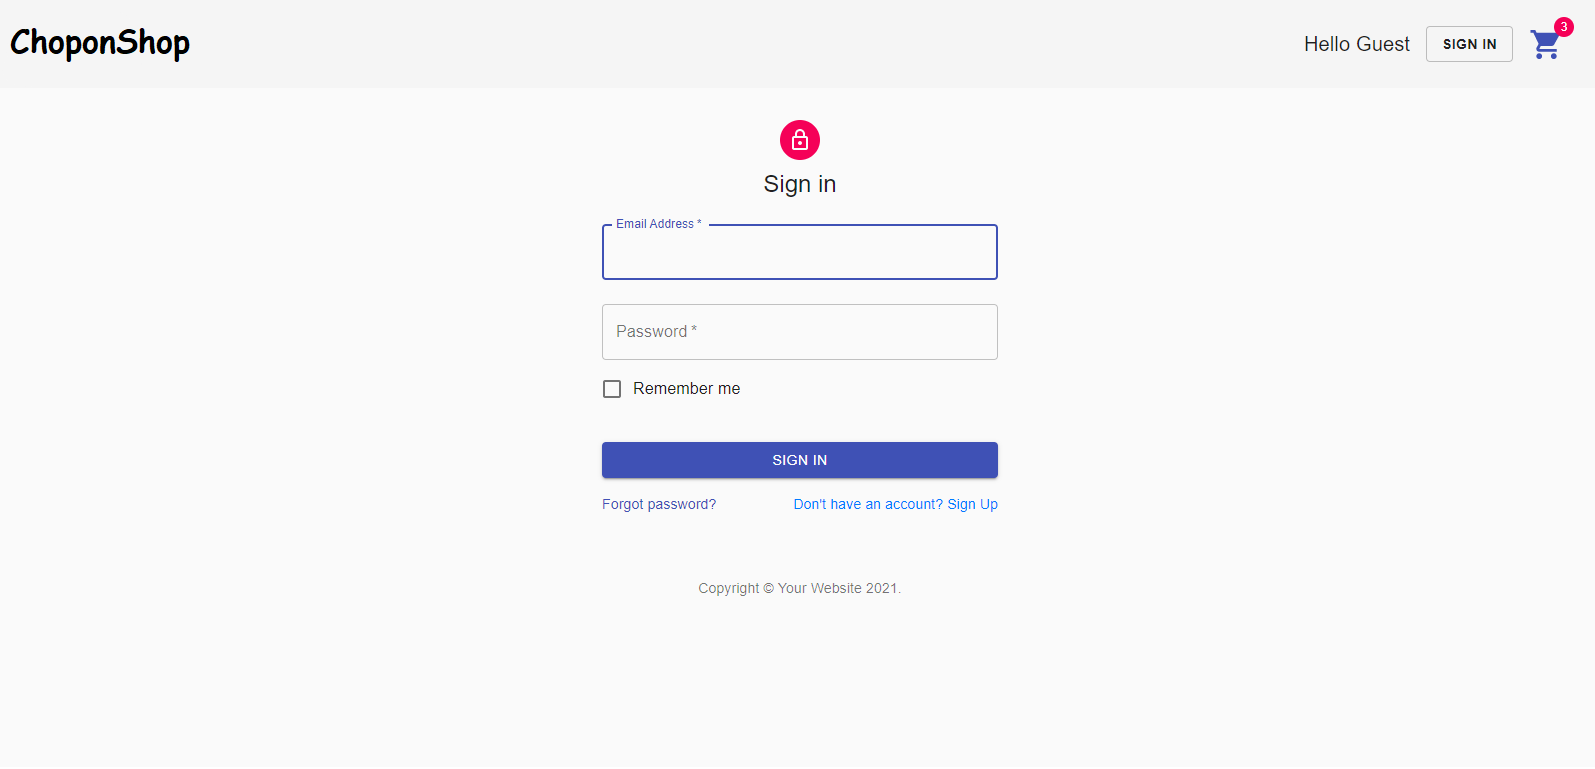 ChoponShop
Hello Guest
SIGN IN
3
Sign in
Email Address *
Password *
Remember me
SIGN IN
Forgot password?
Don't have an account? Sign Up
Copyright © Your Website 2021.